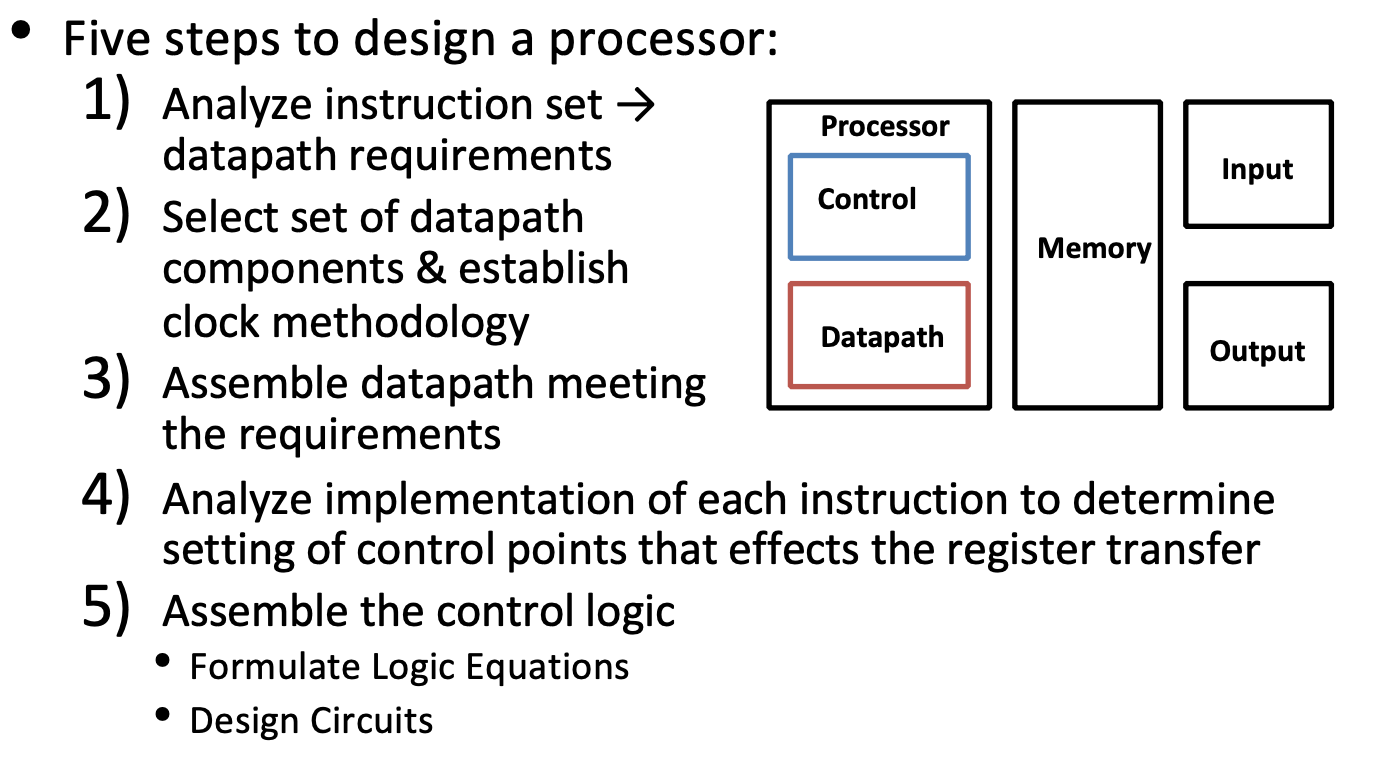 • Five steps to design a processor:
1) Analyze instruction set →
datapath requirements
2) Select set of datapath
components & establish
clock methodology
3) Assemble datapath meeting
the requirements
4) Analyze implementation of each instruction to determine
setting of control points that effects the register transfer
5) Assemble the control logic
• Formulate Logic Equations
• Design Circuits
Processor
Control
Datapath
Memory
Input
Output